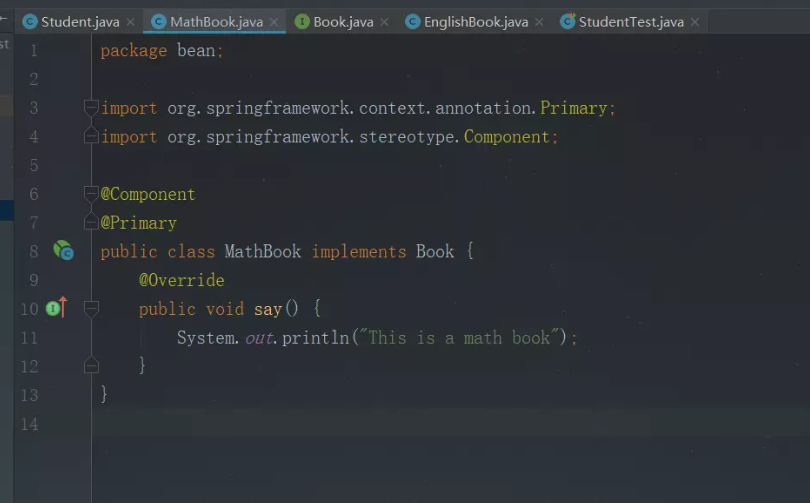 st
Student.java
MathBook.java
Book.java
EnglishBook.java
StudentTest.java
1 package bean;
2
3 import org.springframework.context.annotation.Primary;
4 import org.springframework.stereotype.Component;
5
6 @Component
7 @Primary
8 public class MathBook implements Book {
9 @Override
10 public void say() {
11 System.out.println("This is a math book");
12 }
13 }
14